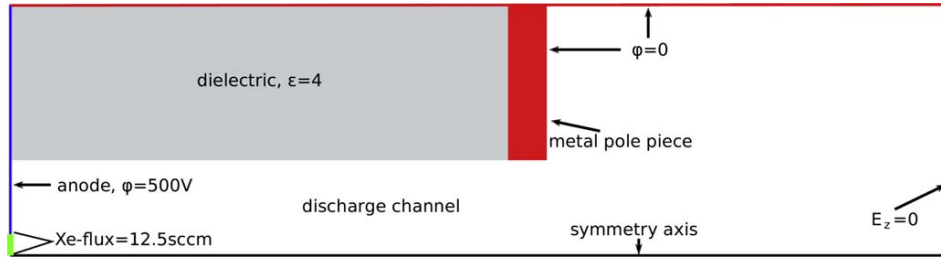 dielectric, ε=4
φ=0
metal pole piece
anode, φ=500V
discharge channel
E_z=0
symmetry axis
Xe-flux=12.5sccm